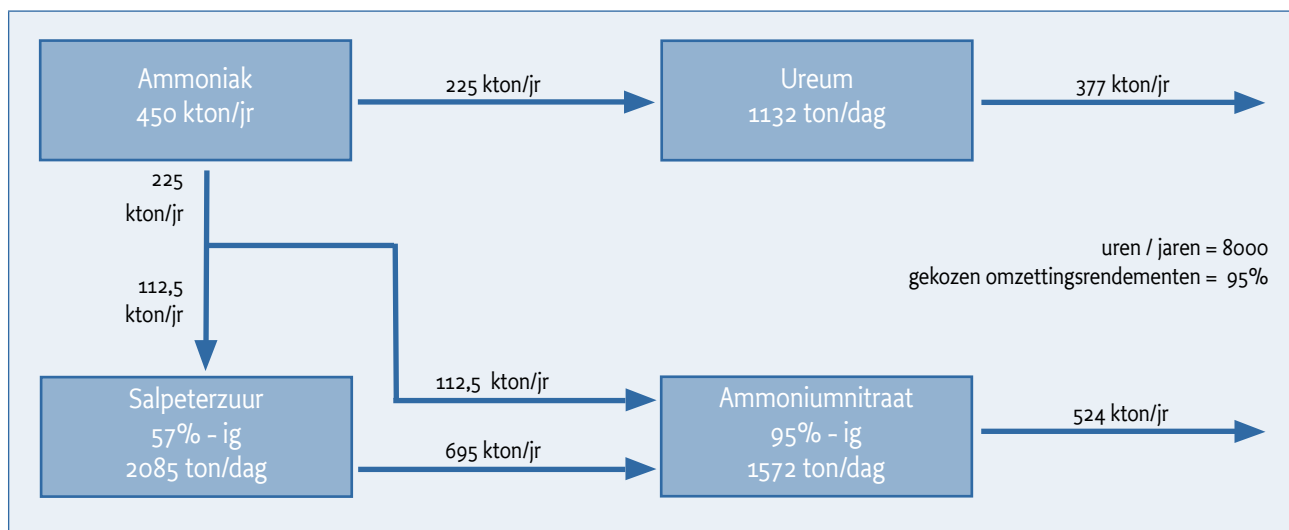 Ammoniak
450 kton/jr
225 kton/jr
Ureum
1132 ton/dag
377 kton/jr
225
kton/jr
uren / jaren = 8000
gekozen omzettingsrendementen = 95%
112,5
kton/jr
Salpeterzuur
57% - ig
2085 ton/dag
112,5 kton/jr
695 kton/jr
Ammoniumnitraat
95% - ig
1572 ton/dag
524 kton/jr